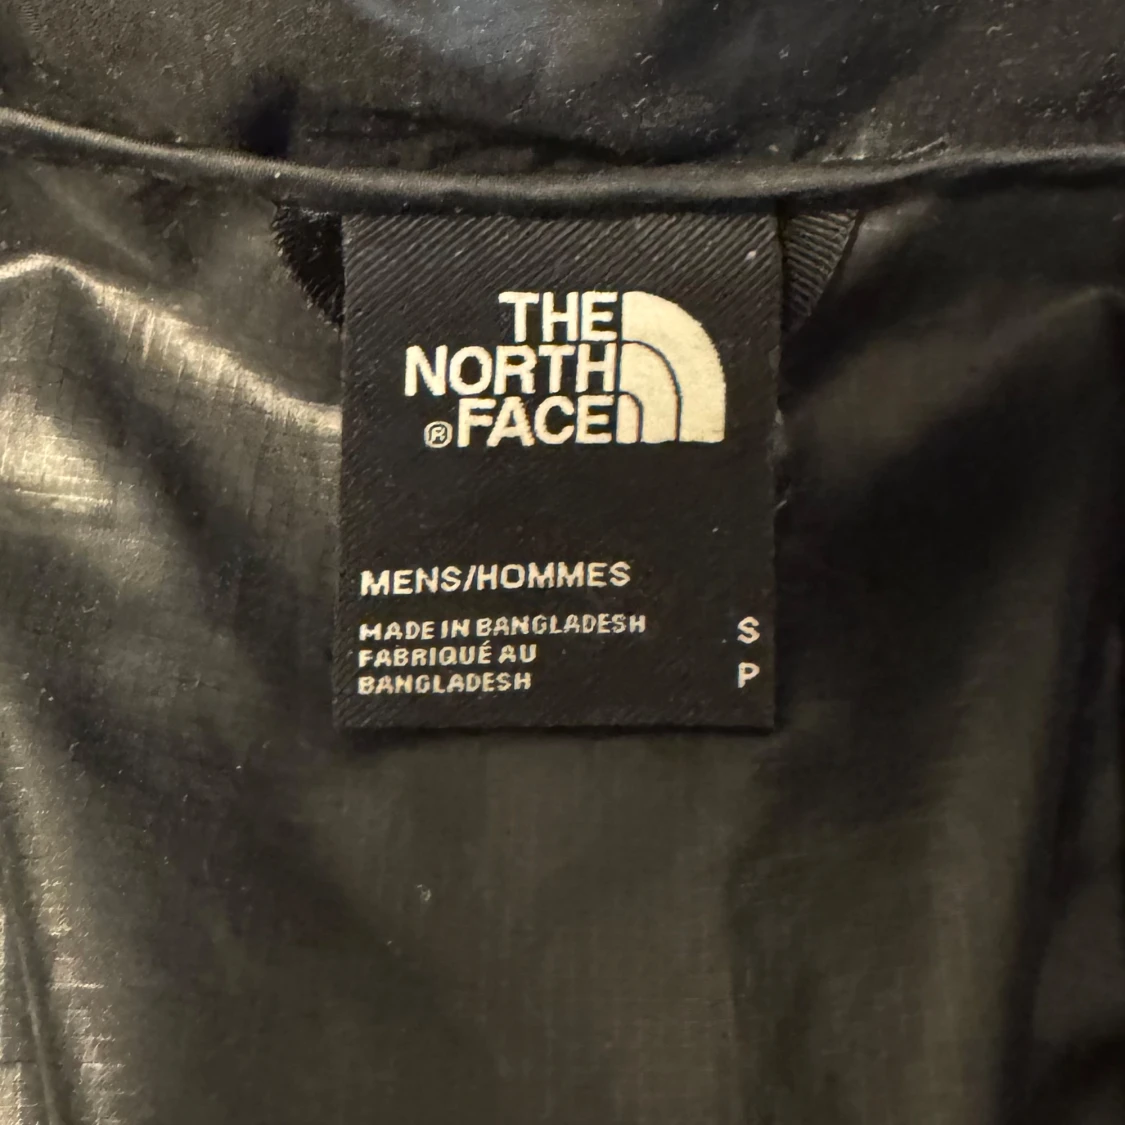 THE
NORTH
®FACE
MENS/HOMMES
MADE IN BANGLADESH S
FABRIQUÉ AU
BANGLADESH P